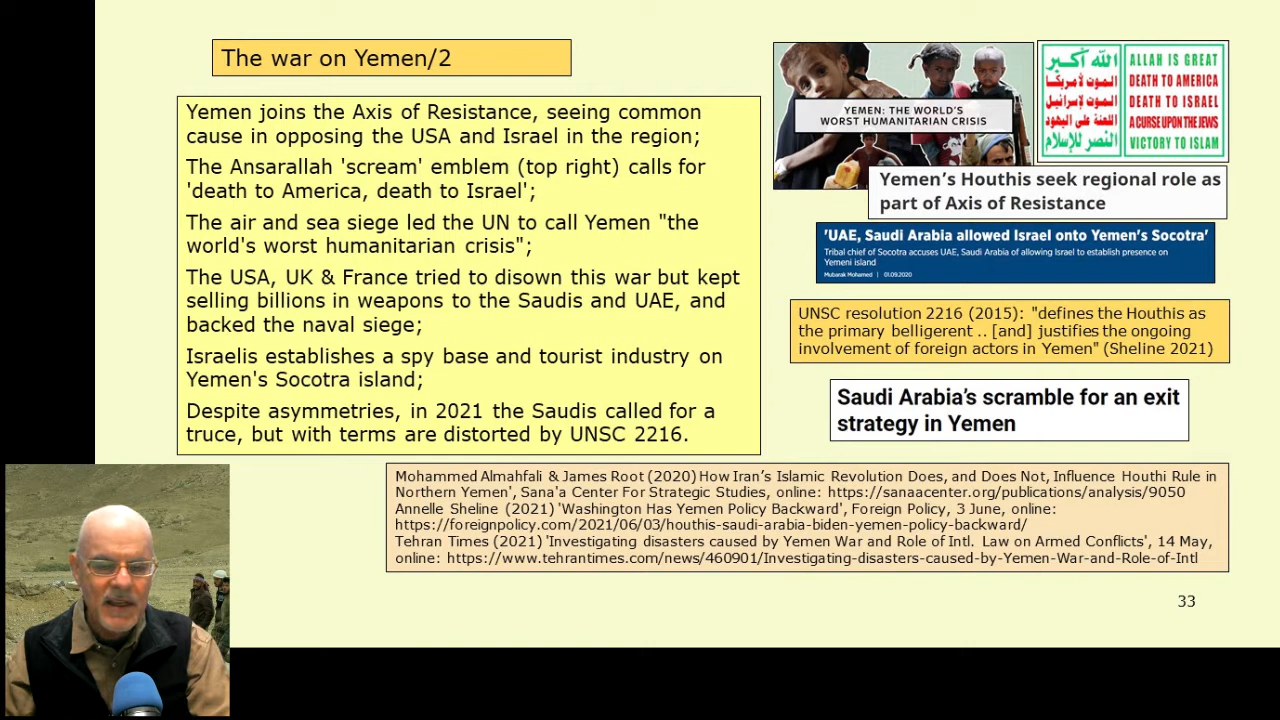 The war on Yemen/2
Yemen joins the Axis of Resistance, seeing common
cause in opposing the USA and Israel in the region;
The Ansarallah 'scream' emblem (top right) calls for
'death to America, death to Israel';
The air and sea siege led the UN to call Yemen "the
world's worst humanitarian crisis";
The USA, UK & France tried to disown this war but kept
selling billions in weapons to the Saudis and UAE, and
backed the naval siege;
Israelis establishes a spy base and tourist industry on
Yemen's Socotra island;
Despite asymmetries, in 2021 the Saudis called for a
truce, but with terms are distorted by UNSC 2216.
YEMEN: THE WORLD'S
WORST HUMANITARIAN CRISIS
الله أكبر
الموت لأمريكا
الموت لإسرائيل
اللعنة على اليهود
النصر للإسلام
ALLAH IS GREAT
DEATH TO AMERICA
DEATH TO ISRAEL
A CURSE UPON THE JEWS
VICTORY TO ISLAM
Yemen's Houthis seek regional role as
part of Axis of Resistance
'UAE, Saudi Arabia allowed Israel onto Yemen's Socotra'
Tribal chief of Socotra accuses UAE, Saudi Arabia of allowing Israel to establish presence on
Yemeni island
Mubarak Mohamed | 01.09.2020
UNSC resolution 2216 (2015): "defines the Houthis as
the primary belligerent .. [and] justifies the ongoing
involvement of foreign actors in Yemen" (Sheline 2021)
Saudi Arabia's scramble for an exit
strategy in Yemen
Mohammed Almahfali & James Root (2020) How Iran's Islamic Revolution Does, and Does Not, Influence Houthi Rule in
Northern Yemen', Sana'a Center For Strategic Studies, online: https://sanaacenter.org/publications/analysis/9050
Annelle Sheline (2021) 'Washington Has Yemen Policy Backward', Foreign Policy, 3 June, online:
https://foreignpolicy.com/2021/06/03/houthis-saudi-arabia-biden-yemen-policy-backward/
Tehran Times (2021) 'Investigating disasters caused by Yemen War and Role of Intl. Law on Armed Conflicts', 14 May,
online: https://www.tehrantimes.com/news/460901/Investigating-disasters-caused-by-Yemen-War-and-Role-of-Intl
33